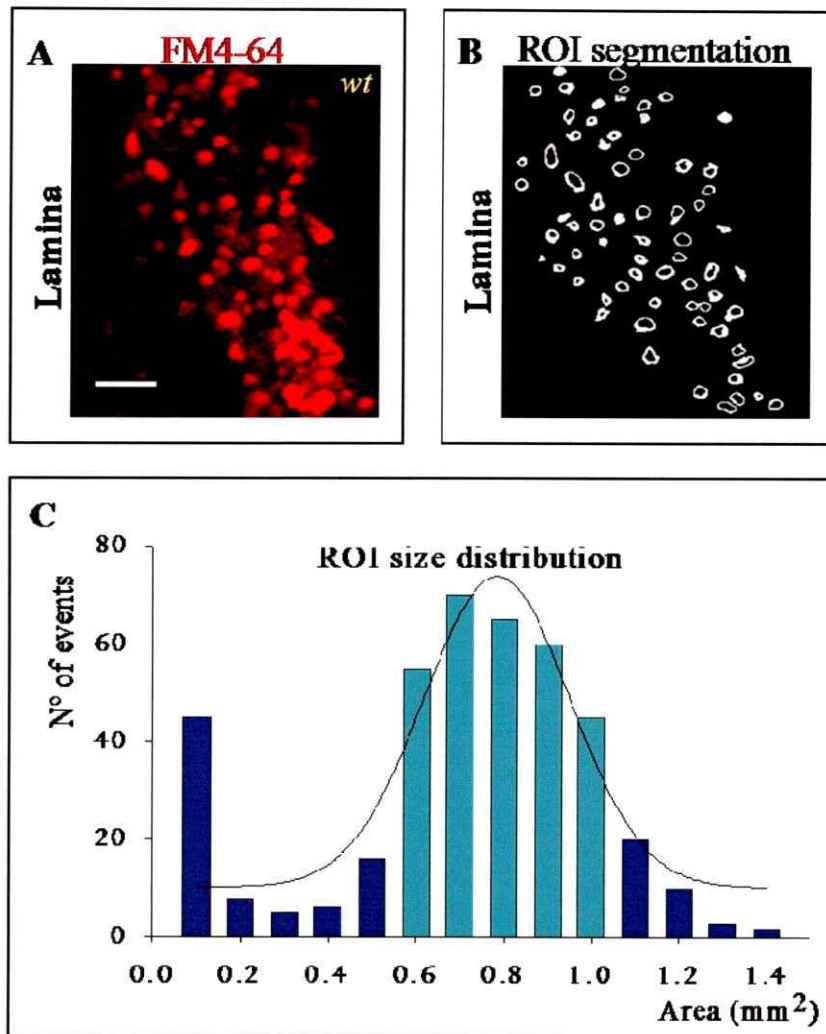 A
FM4-64
wt
Lamina
B
ROI segmentation
Lamina
C
ROI size distribution
N° of events
80
60
40
20
0
0.0 0.2 0.4 0.6 0.8 1.0 1.2 1.4
Area (mm²)